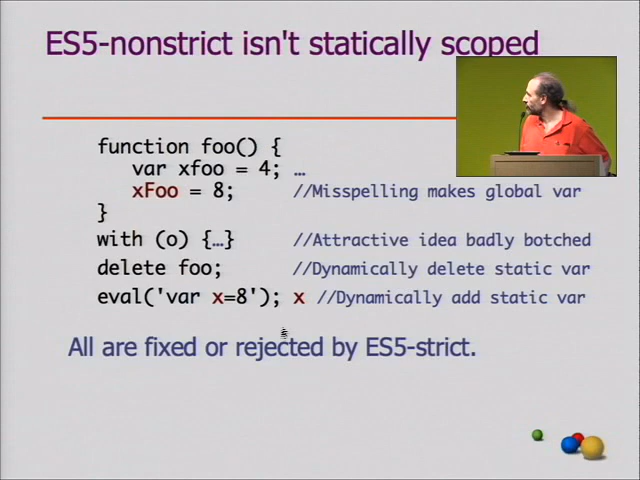 ES5-nonstrict isn't statically scoped
function foo() {
var xfoo = 4; …
xFoo = 8; //Misspelling makes global var
}
with (o) {…} //Attractive idea badly botched
delete foo; //Dynamically delete static var
eval('var x=8'); x //Dynamically add static var
All are fixed or rejected by ES5-strict.